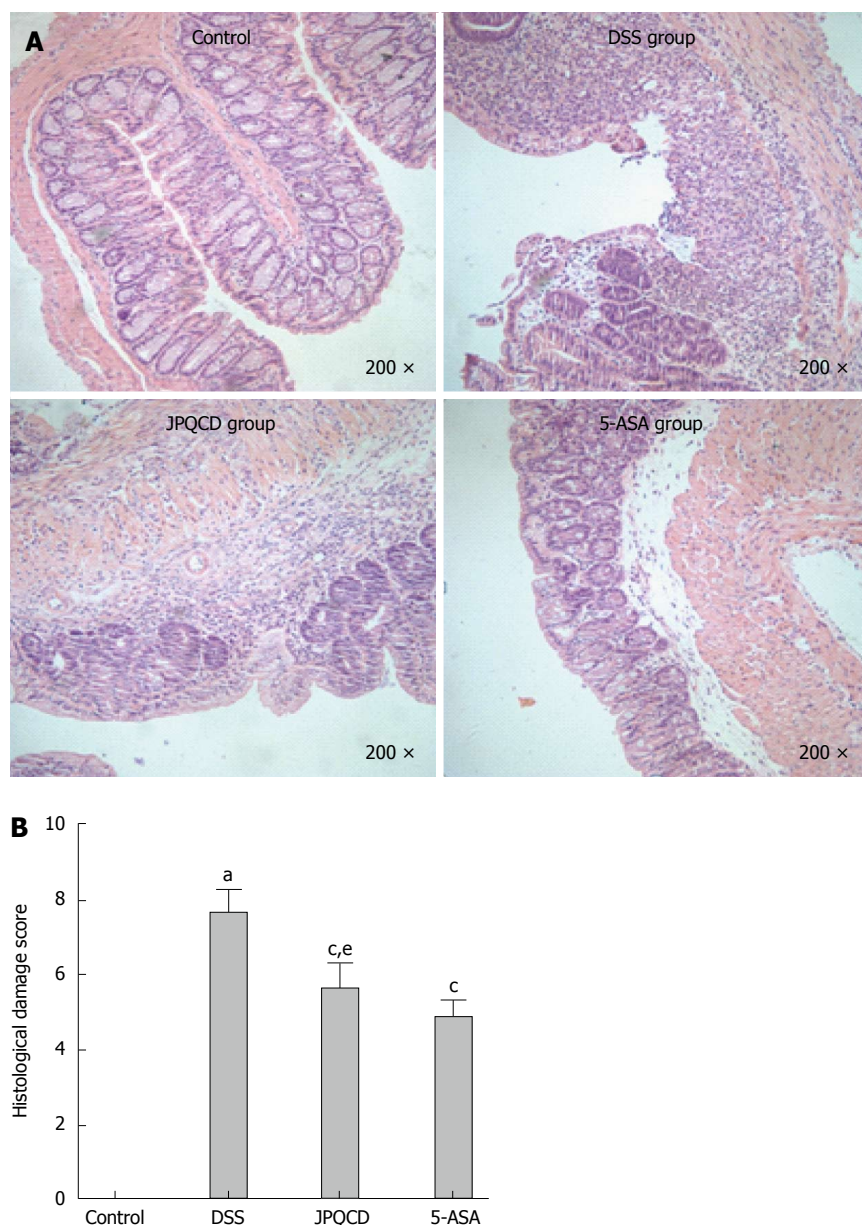 A
Control
DSS group
200 ×
200 ×
JPQCD group
5-ASA group
200 ×
200 ×
B
10
8
6
4
2
0
Histological damage score
a
c,e
c
Control DSS JPQCD 5-ASA